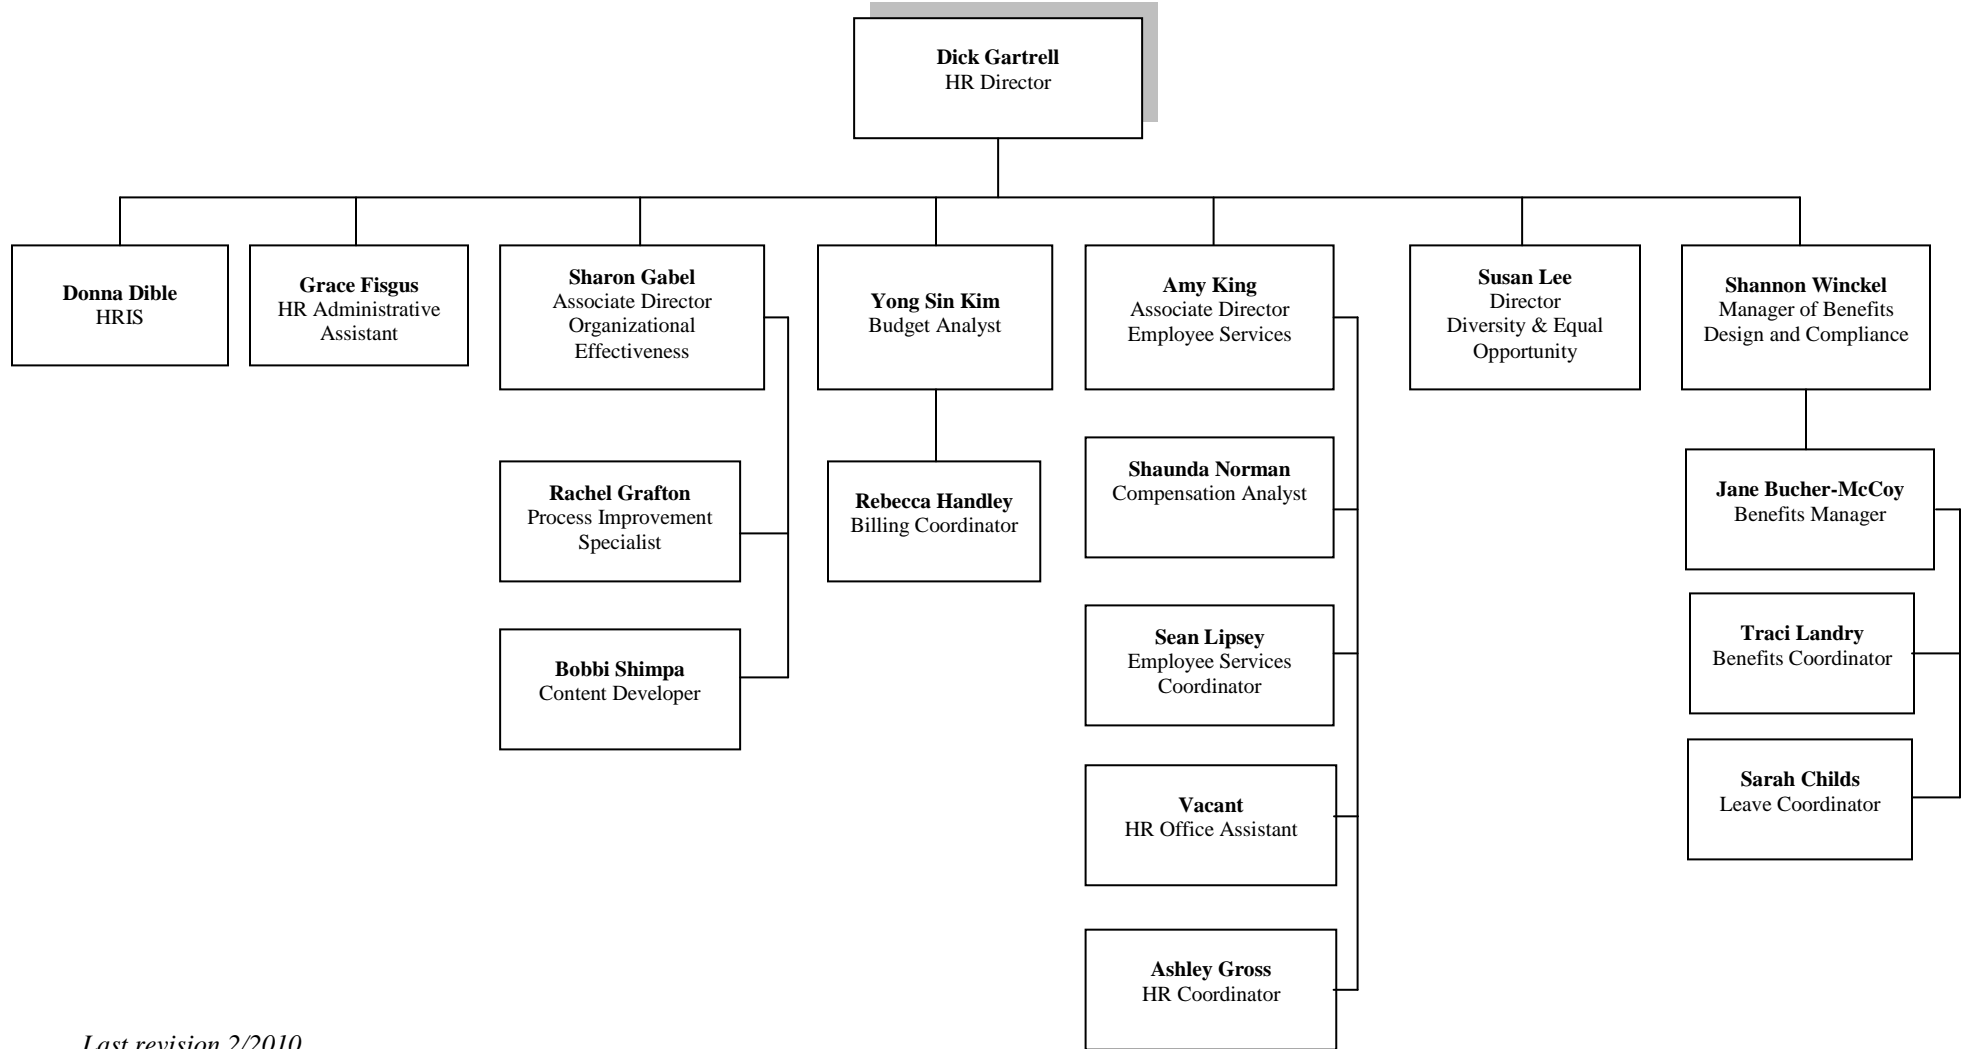 Dick Gartrell
HR Director
Donna Dible
HRIS
Grace Fisgus
HR Administrative
Assistant
Sharon Gabel
Associate Director
Organizational
Effectiveness
Yong Sin Kim
Budget Analyst
Amy King
Associate Director
Employee Services
Susan Lee
Director
Diversity & Equal
Opportunity
Shannon Winckel
Manager of Benefits
Design and Compliance
Rachel Grafton
Process Improvement
Specialist
Bobbi Shimpa
Content Developer
Rebecca Handley
Billing Coordinator
Shaunda Norman
Compensation Analyst
Sean Lipsey
Employee Services
Coordinator
Vacant
HR Office Assistant
Ashley Gross
HR Coordinator
Jane Bucher-McCoy
Benefits Manager
Traci Landry
Benefits Coordinator
Sarah Childs
Leave Coordinator
Last revision 2/2010